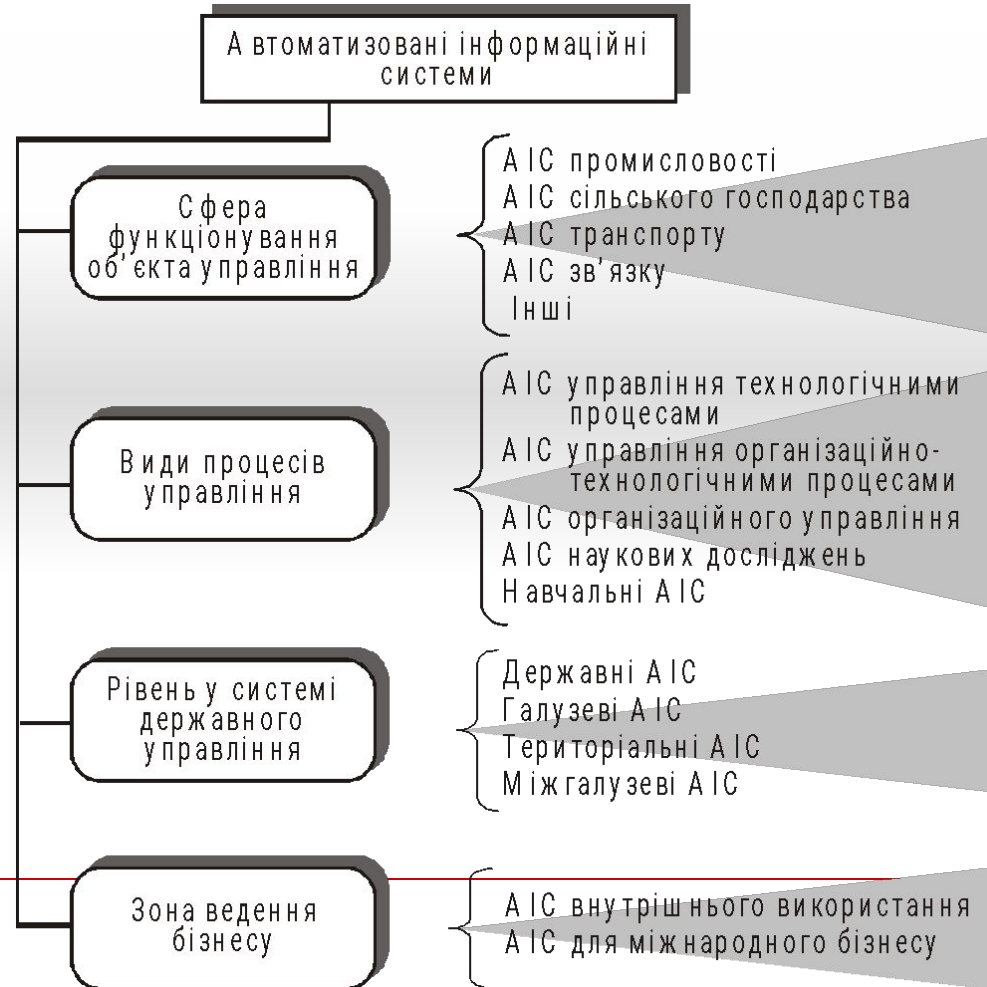 Автоматизовані інформаційні
системи
Сфера
функціонування
об'єкта управління
АІС промисловості
АІС сільського господарства
АІС транспорту
АІС зв'язку
Інші
Види процесів
управління
АІС управління технологічними
процесами
АІС управління організаційно-
технологічними процесами
АІС організаційного управління
АІС наукових досліджень
Навчальні АІС
Рівень у системі
державного
управління
Державні АІС
Галузеві АІС
Територіальні АІС
Міжгалузеві АІС
Зона ведення
бізнесу
АІС внутрішнього використання
АІС для міжнародного бізнесу